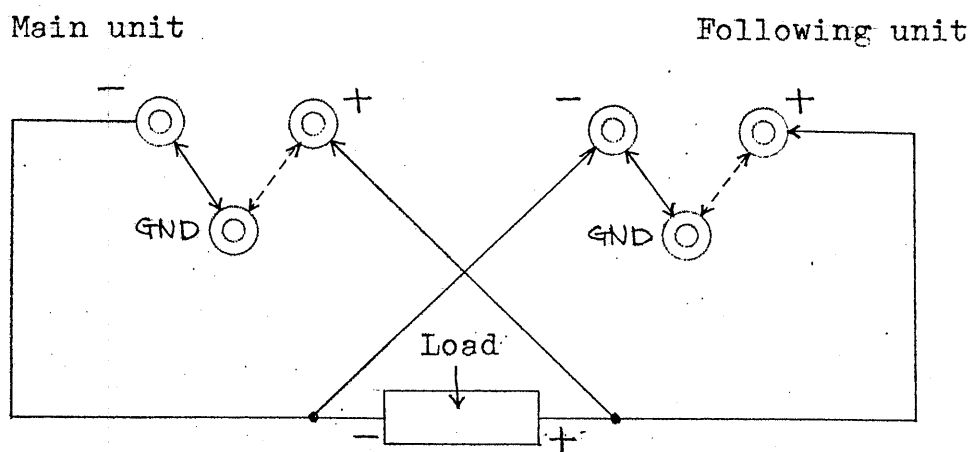 Main unit
Following unit
- + - +
GND GND
Load
- +